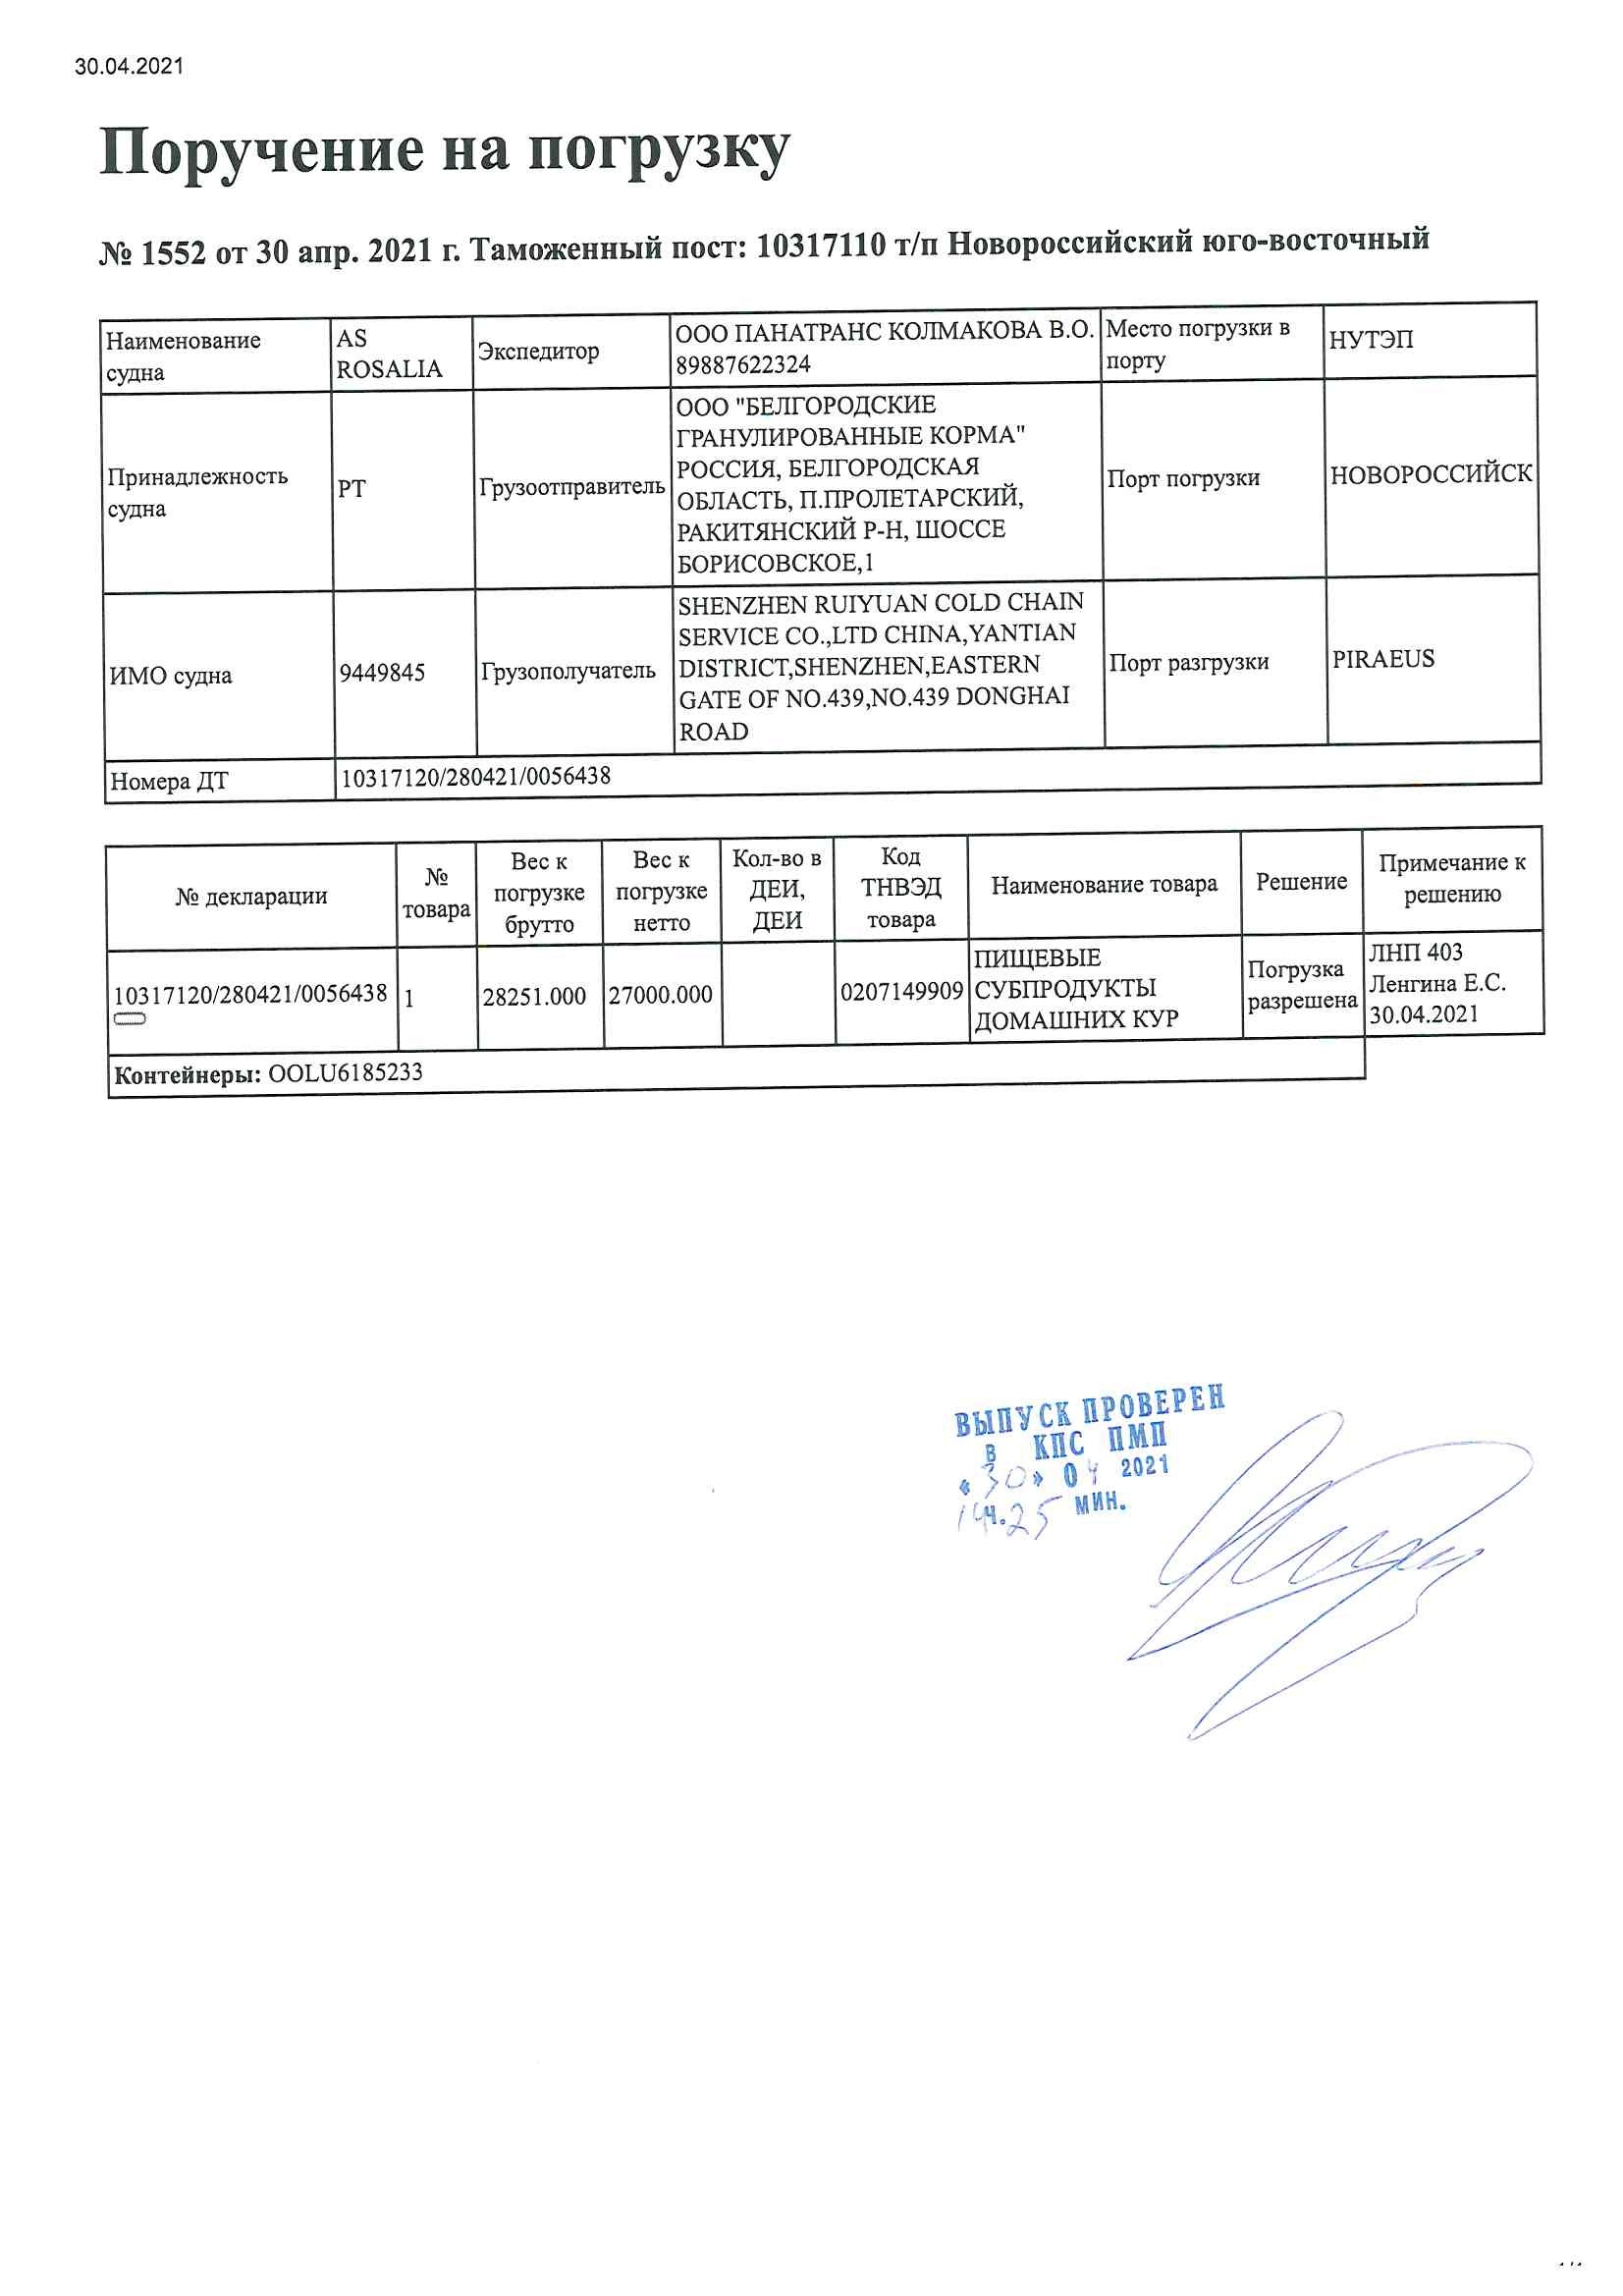 30.04.2021
Поручение на погрузку
№ 1552 от 30 апр. 2021 г. Таможенный пост: 10317110 т/п Новороссийский юго-восточный
Наименование
судна
AS
ROSALIA
Экспедитор
ООО ПАНАТРАНС КОЛМАКОВА В.О.
89887622324
Место погрузки в
порту
НУТЭП
Принадлежность
судна
PT
Грузоотправитель
ООО "БЕЛГОРОДСКИЕ
ГРАНУЛИРОВАННЫЕ КОРМА"
РОССИЯ, БЕЛГОРОДСКАЯ
ОБЛАСТЬ, П.ПРОЛЕТАРСКИЙ,
РАКИТЯНСКИЙ Р-Н, ШОССЕ
БОРИСОВСКОЕ,1
Порт погрузки
НОВОРОССИЙСК
ИМО судна
9449845
Грузополучатель
SHENZHEN RUIYUAN COLD CHAIN
SERVICE CO.,LTD CHINA,YANTIAN
DISTRICT,SHENZHEN,EASTERN
GATE OF NO.439,NO.439 DONGHAI
ROAD
Порт разгрузки
PIRAEUS
Номера ДТ
10317120/280421/0056438
№ декларации
№
товара
Вес к
погрузке
брутто
Вес к
погрузке
нетто
Кол-во в
ДЕИ,
ДЕИ
Код
ТНВЭД
товара
Наименование товара
Решение
Примечание к
решению
10317120/280421/0056438
1
28251.000
27000.000
0207149909
ПИЩЕВЫЕ
СУБПРОДУКТЫ
ДОМАШНИХ КУР
Погрузка
разрешена
ЛНП 403
Ленгина Е.С.
30.04.2021
Контейнеры: OOLU6185233
ВЫПУСК ПРОВЕРЕН
В КПС ПМП
«30» 04 2021
14ч.25 мин.